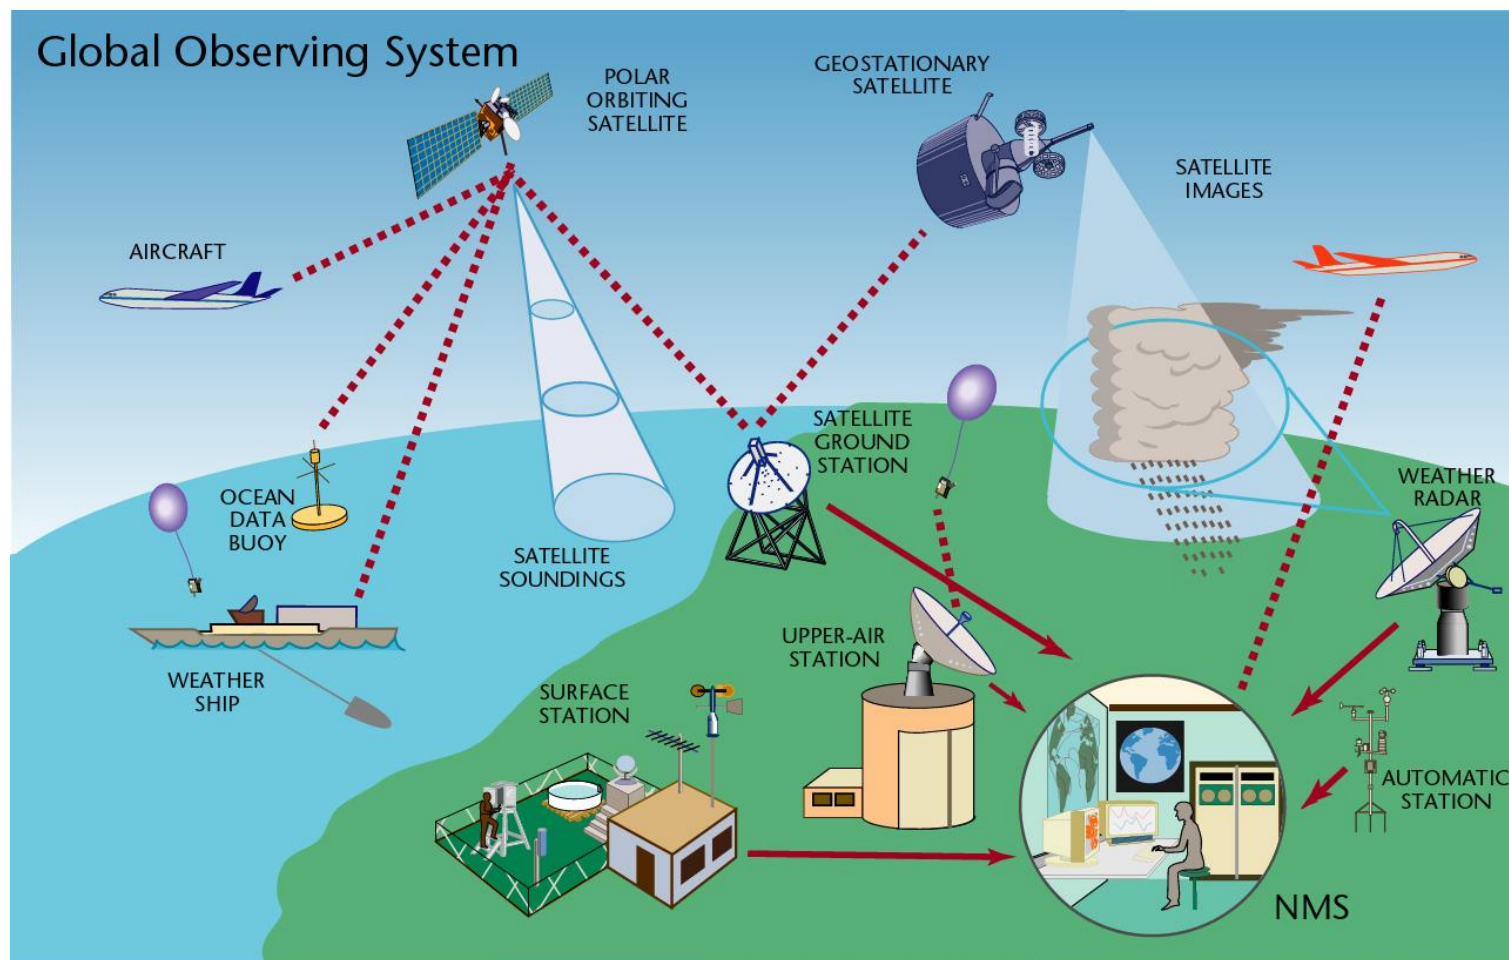 Global Observing System
POLAR
ORBITING
SATELLITE
GEOSTATIONARY
SATELLITE
SATELLITE
IMAGES
AIRCRAFT
SATELLITE
GROUND
STATION
WEATHER
RADAR
OCEAN
DATA
BUOY
SATELLITE
SOUNDINGS
UPPER-AIR
STATION
WEATHER
SHIP
SURFACE
STATION
AUTOMATIC
STATION
NMS